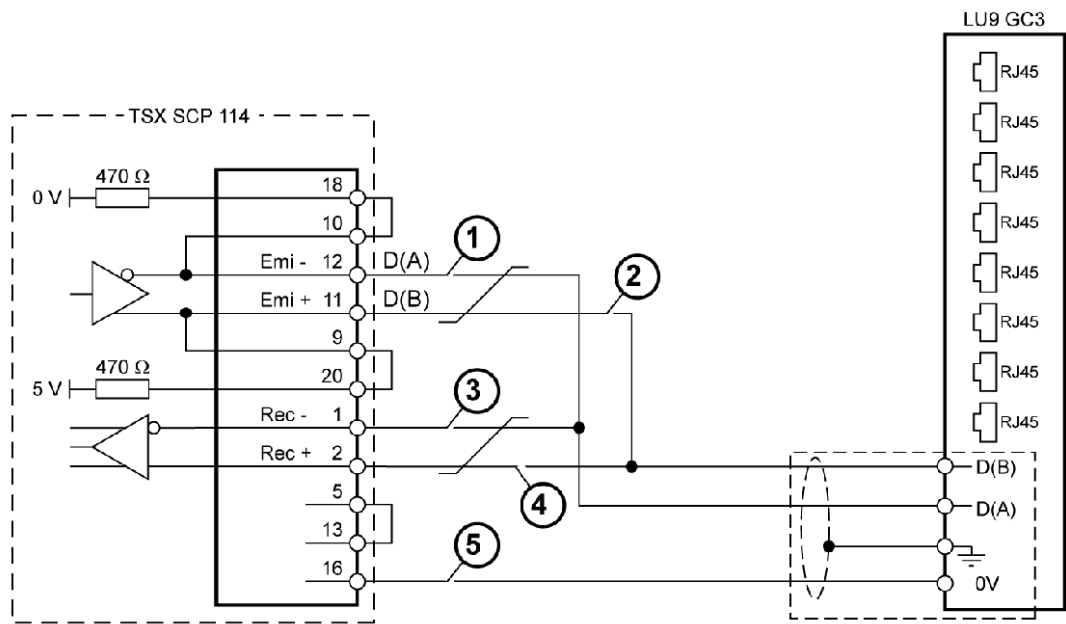 LU9 GC3
RJ45
RJ45
RJ45
RJ45
RJ45
RJ45
RJ45
RJ45
TSX SCP 114
470 Ω
0 V
18
10
Emi - 12 D(A)
1
Emi + 11 D(B)
2
9
470 Ω
5 V
20
Rec - 1
3
Rec + 2
4
D(B)
5
D(A)
13
16
5
0V